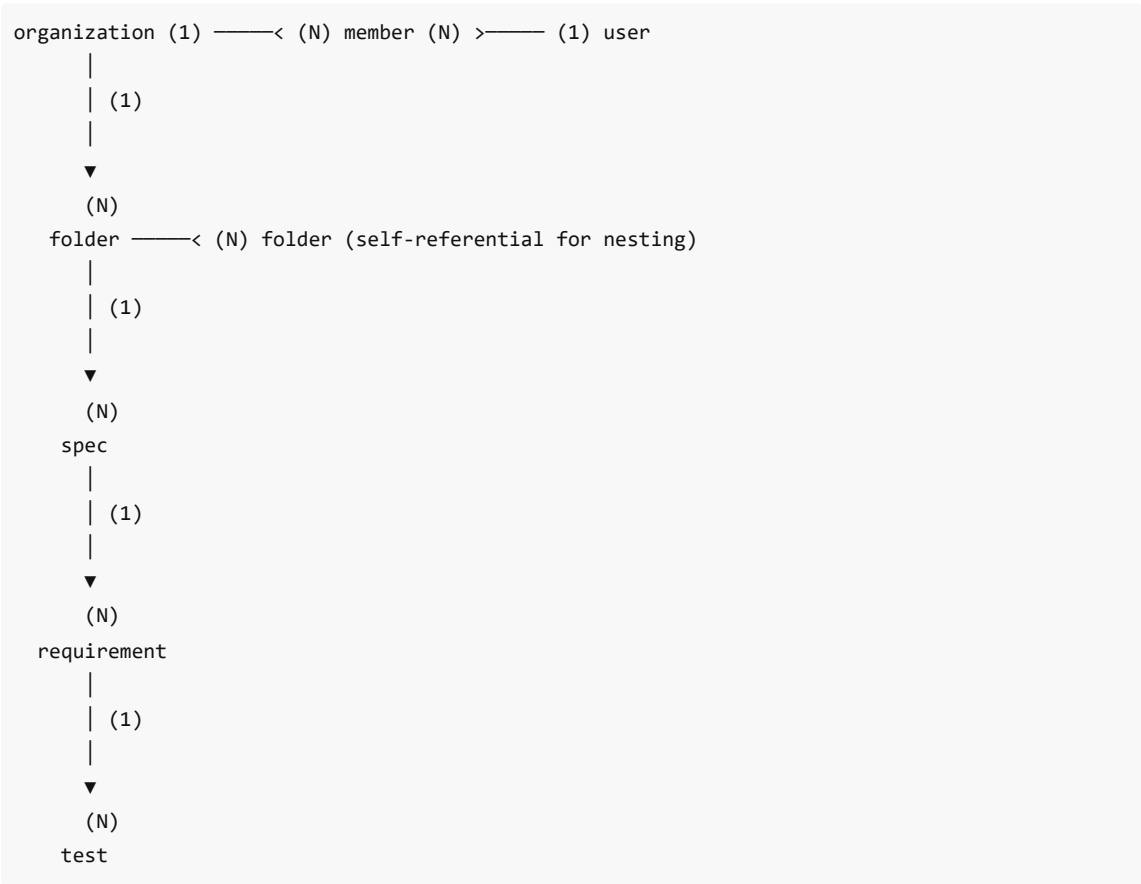 organization (1) ─────< (N) member (N) >───── (1) user
│
│ (1)
│
▼
(N)
folder ─────< (N) folder (self-referential for nesting)
│
│ (1)
│
▼
(N)
spec
│
│ (1)
│
▼
(N)
requirement
│
│ (1)
│
▼
(N)
test